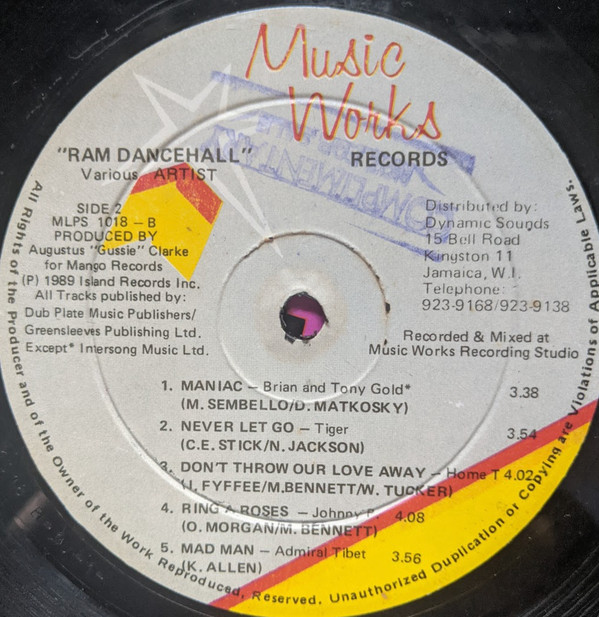 Music
Works
RECORDS
"RAM DANCEHALL"
Various ARTIST
COMPLIMENTARY
SIDE 2
MLPS 1018 - B
PRODUCED BY
Augustus "Gussie" Clarke
for Mango Records
(P) 1989 Island Records Inc.
All Tracks published by:
Dub Plate Music Publishers/
Greensleeves Publishing Ltd.
Except* Intersong Music Ltd.
Distributed by:
Dynamic Sounds
15 Bell Road
Kingston 11
Jamaica, W.I.
Telephone:
923-9168/923-9138
Recorded & Mixed at
Music Works Recording Studio
1. MANIAC – Brian and Tony Gold* 3.38
(M. SEMBELLO/D. MATKOSKY)
2. NEVER LET GO – Tiger 3.54
(C.E. STICK/N. JACKSON)
3. DON'T THROW OUR LOVE AWAY – Home T 4.02
(J. FYFFEE/M.BENNETT/W. TUCKER)
4. RING A ROSES – Johnny P. 4.08
(O. MORGAN/M. BENNETT)
5. MAD MAN – Admiral Tibet 3.56
(K. ALLEN)
All Rights of the Producer and of the Owner of the Work Reproduced, Reserved. Unauthorized Duplication or Copying are Violations of Applicable Laws.